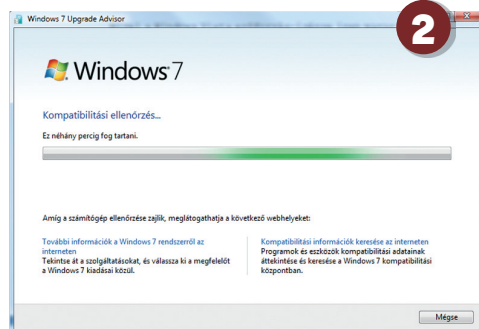 Windows 7 Upgrade Advisor
2
Windows 7
Kompatibilitási ellenőrzés...
Ez néhány percig fog tartani.
Amíg a számítógép ellenőrzése zajlik, meglátogathatja a következő webhelyeket:
További információk a Windows 7 rendszerről az
interneten
Tekintse át a szolgáltatásokat, és válassza ki a megfelelőt
a Windows 7 kiadásai közül.
Kompatibilitási információk keresése az interneten
Programok és eszközök kompatibilitási adatainak
áttekintése és keresése a Windows 7 kompatibilitási
központban.
Mégse